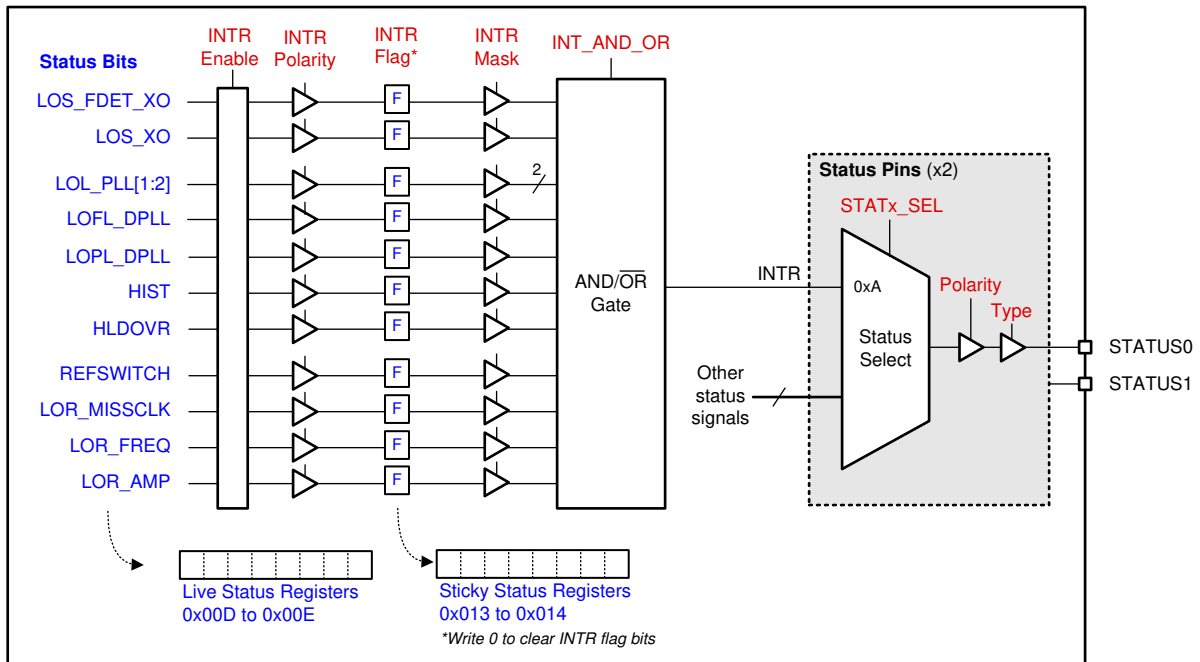 INTR
Enable
INTR
Polarity
INTR
Flag*
INTR
Mask
INT_AND_OR
Status Bits
LOS_FDET_XO
F
LOS_XO
F
LOL_PLL[1:2]
F
2
LOFL_DPLL
F
LOPL_DPLL
F
HIST
F
HLDOVR
F
REFSWITCH
F
LOR_MISSCLK
F
LOR_FREQ
F
LOR_AMP
F
AND/OR
Gate
INTR
Status Pins (x2)
STATx_SEL
0xA
Status
Select
Polarity
Type
Other
status
signals
STATUS0
STATUS1
Live Status Registers
0x00D to 0x00E
Sticky Status Registers
0x013 to 0x014
*Write 0 to clear INTR flag bits